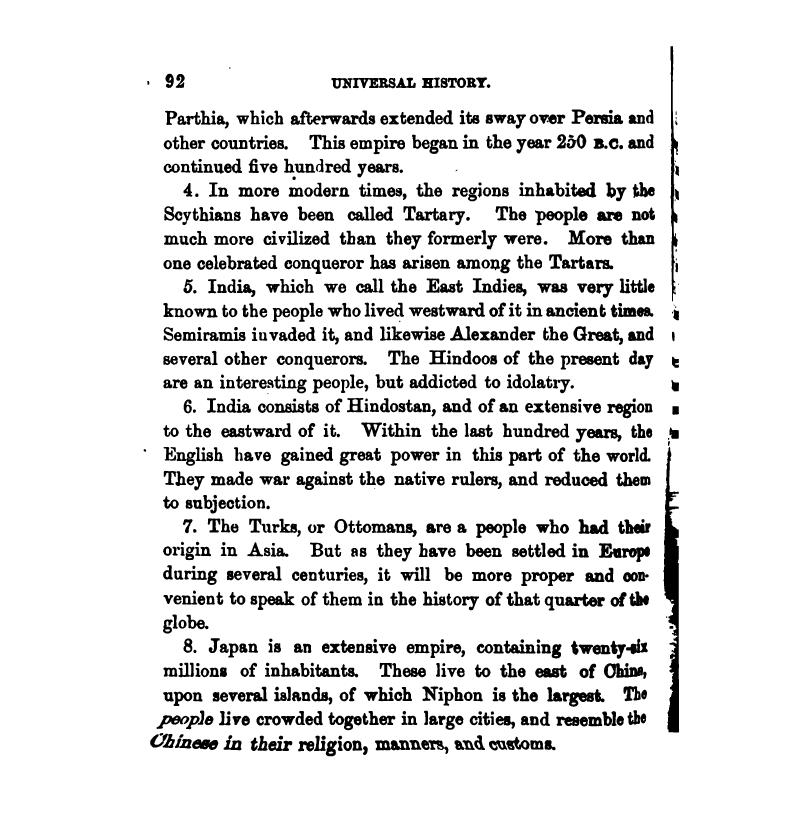 92 UNIVERSAL HISTORY.
Parthia, which afterwards extended its sway over Persia and
other countries. This empire began in the year 250 B.C. and
continued five hundred years.
4. In more modern times, the regions inhabited by the
Scythians have been called Tartary. The people are not
much more civilized than they formerly were. More than
one celebrated conqueror has arisen among the Tartars.
5. India, which we call the East Indies, was very little
known to the people who lived westward of it in ancient times.
Semiramis invaded it, and likewise Alexander the Great, and
several other conquerors. The Hindoos of the present day
are an interesting people, but addicted to idolatry.
6. India consists of Hindostan, and of an extensive region
to the eastward of it. Within the last hundred years, the
English have gained great power in this part of the world.
They made war against the native rulers, and reduced them
to subjection.
7. The Turks, or Ottomans, are a people who had their
origin in Asia. But as they have been settled in Europe
during several centuries, it will be more proper and con-
venient to speak of them in the history of that quarter of the
globe.
8. Japan is an extensive empire, containing twenty-six
millions of inhabitants. These live to the east of China,
upon several islands, of which Niphon is the largest. The
people live crowded together in large cities, and resemble the
Chinese in their religion, manners, and customs.